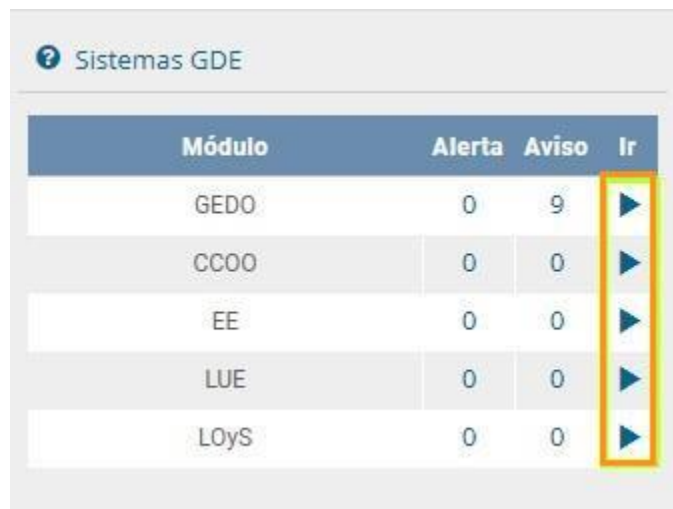 Sistemas GDE
Módulo Alerta Aviso Ir
GEDO 0 9
CCOO 0 0
EE 0 0
LUE 0 0
LOyS 0 0